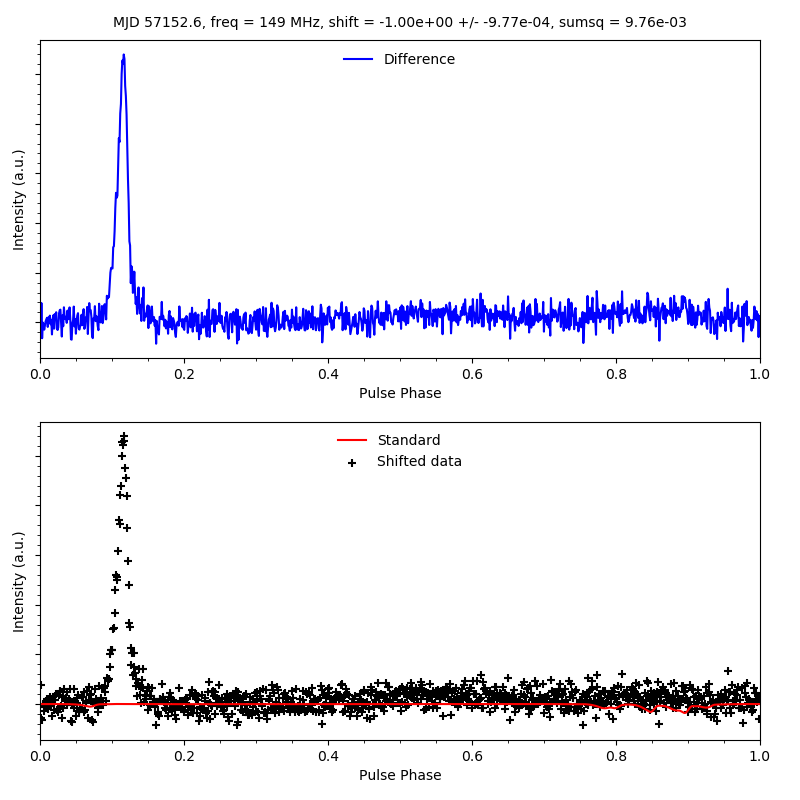 MJD 57152.6, freq = 149 MHz, shift = -1.00e+00 +/- -9.77e-04, sumsq = 9.76e-03
Difference
Intensity (a.u.)
0.0 0.2 0.4 0.6 0.8 1.0
Pulse Phase
Standard
Shifted data
Intensity (a.u.)
0.0 0.2 0.4 0.6 0.8 1.0
Pulse Phase